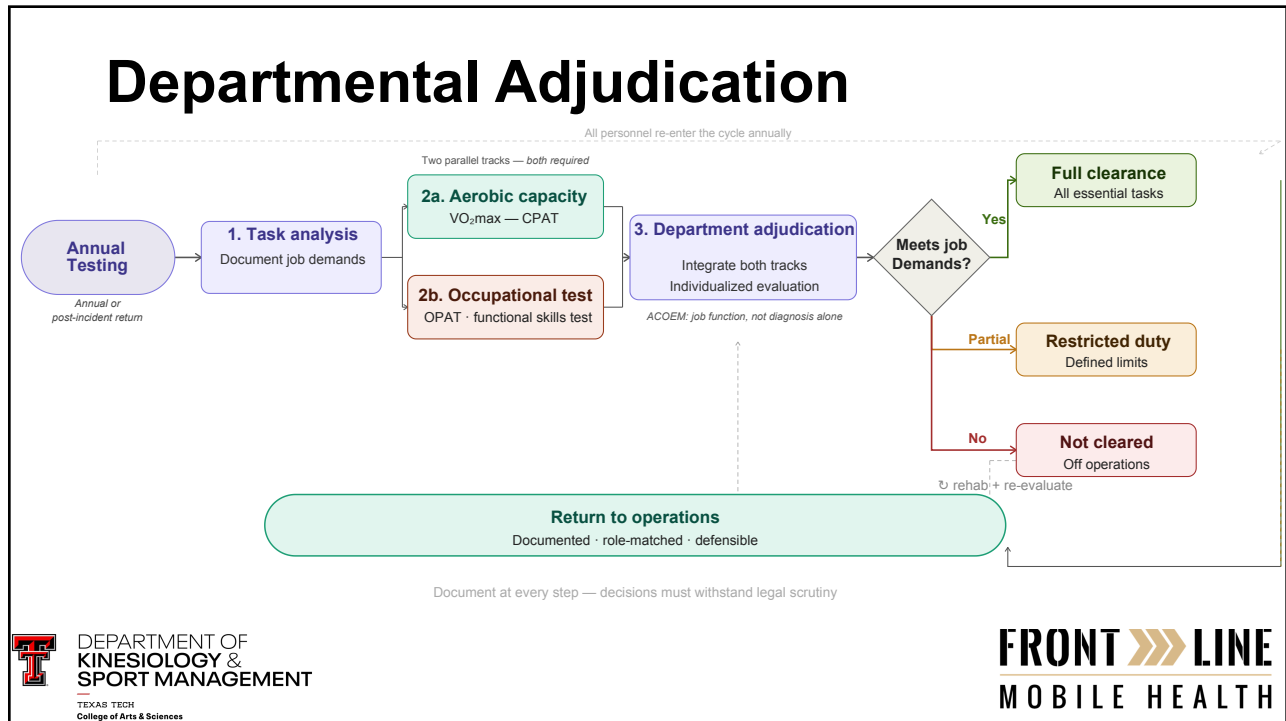 Departmental Adjudication
All personnel re-enter the cycle annually
Two parallel tracks — both required
Annual
Testing
Annual or
post-incident return
1. Task analysis
Document job demands
2a. Aerobic capacity
VO₂max — CPAT
2b. Occupational test
OPAT · functional skills test
3. Department adjudication
Integrate both tracks
Individualized evaluation
ACOEM: job function, not diagnosis alone
Meets job
Demands?
Yes
Full clearance
All essential tasks
Partial
Restricted duty
Defined limits
No
Not cleared
Off operations
↻ rehab + re-evaluate
Return to operations
Documented · role-matched · defensible
Document at every step — decisions must withstand legal scrutiny
DEPARTMENT OF
KINESIOLOGY &
SPORT MANAGEMENT
TEXAS TECH
College of Arts & Sciences
FRONT LINE
MOBILE HEALTH